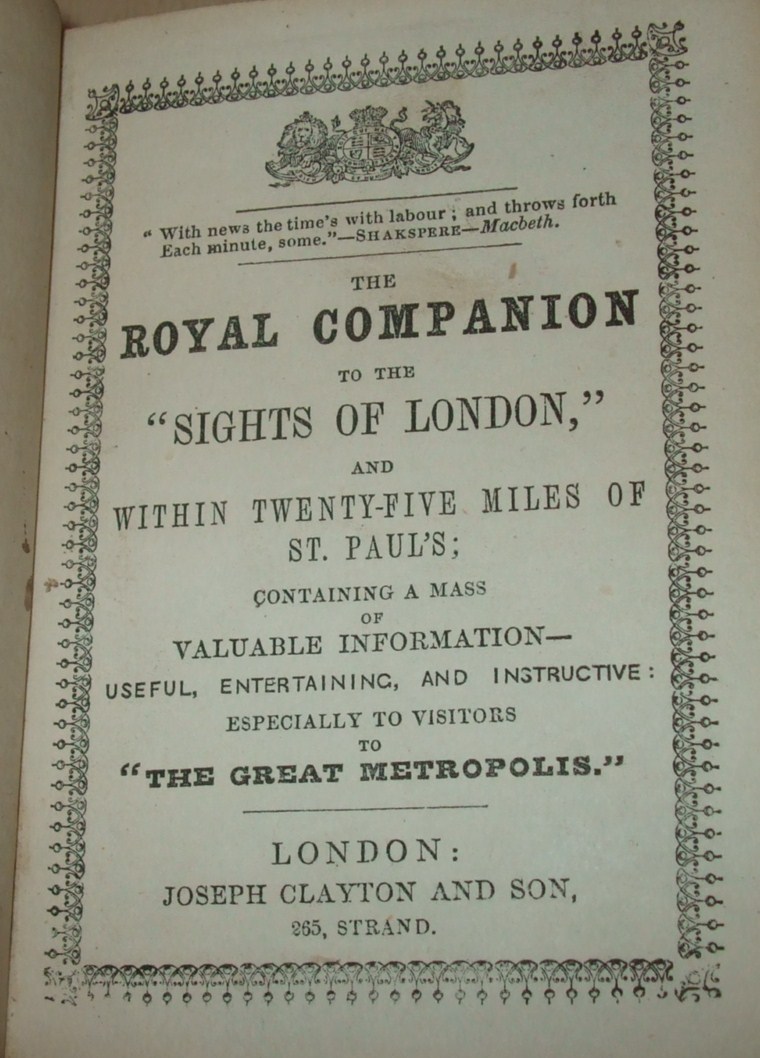 “ With news the time's with labour ; and throws forth
Each minute, some.”—SHAKSPERE—Macbeth.
THE
ROYAL COMPANION
TO THE
“SIGHTS OF LONDON,”
AND
WITHIN TWENTY-FIVE MILES OF
ST. PAUL'S;
CONTAINING A MASS
OF
VALUABLE INFORMATION—
USEFUL, ENTERTAINING, AND INSTRUCTIVE :
ESPECIALLY TO VISITORS
TO
“THE GREAT METROPOLIS.”
LONDON:
JOSEPH CLAYTON AND SON,
265, STRAND.